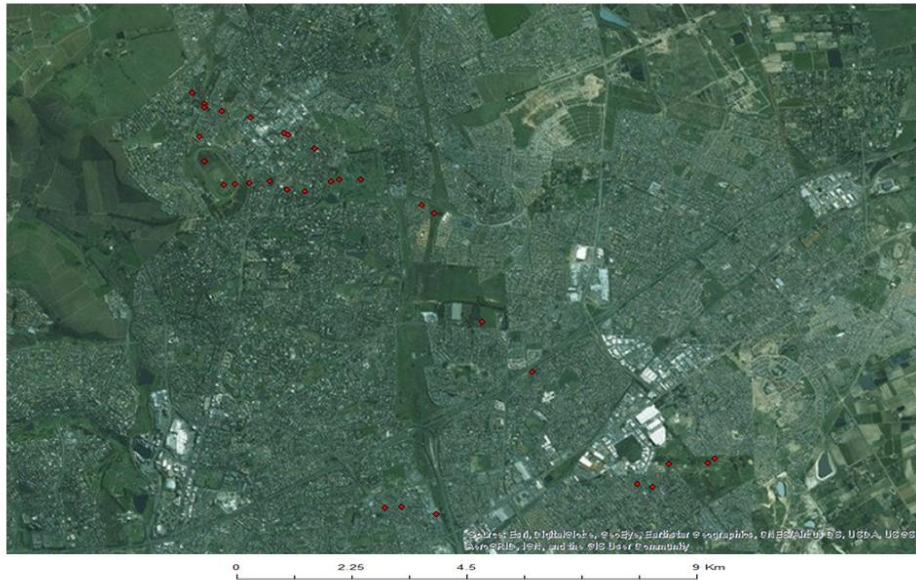 Source: Esri, DigitalGlobe, GeoEye, Earthstar Geographics, CNES/Airbus DS, USDA, USGS,
AeroGRID, IGN, and the GIS User Community
0 2.25 4.5 9 Km